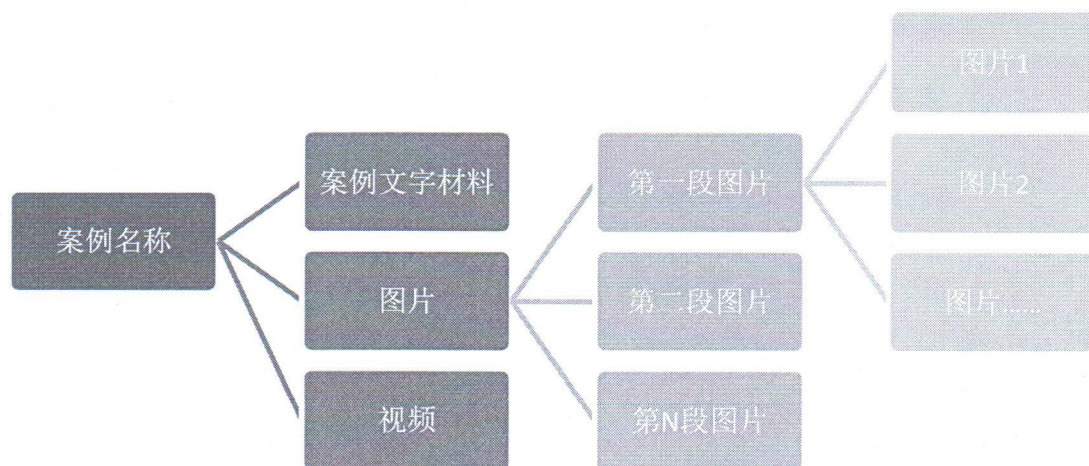 案例名称
案例文字材料
图片
视频
第一段图片
第二段图片
第N段图片
图片1
图片2
图片......